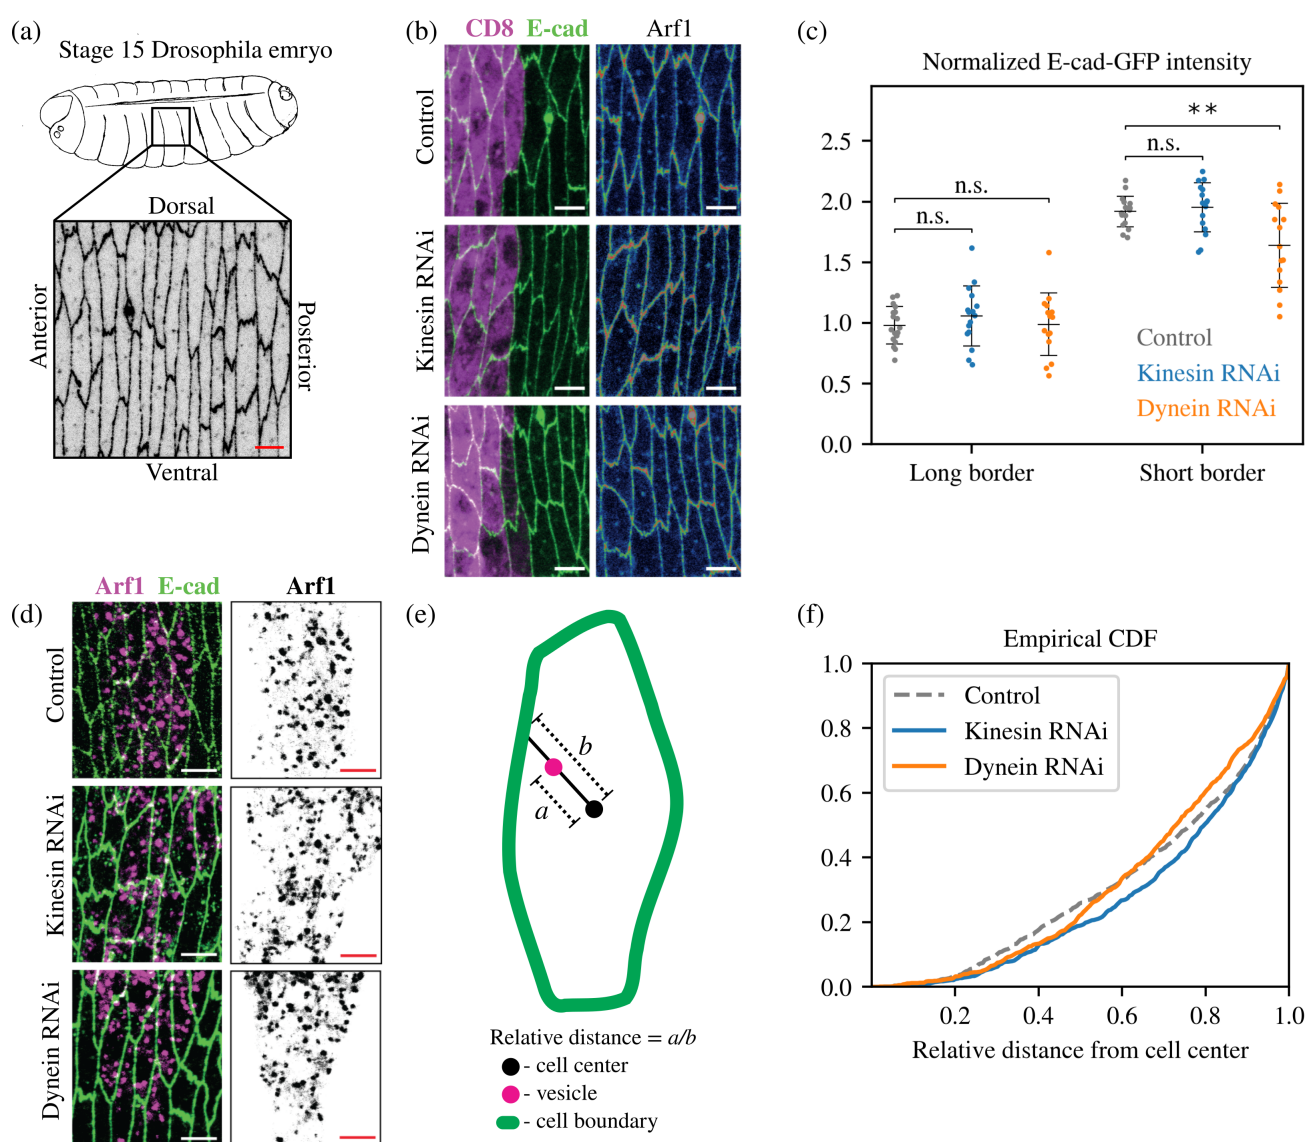 (a)
Stage 15 Drosophila emryo
Dorsal
Anterior
Posterior
Ventral
(b)
CD8 E-cad
Arf1
Control
Kinesin RNAi
Dynein RNAi
(c)
Normalized E-cad-GFP intensity
2.5
2.0
1.5
1.0
0.5
0.0
n.s.
n.s.
n.s.
**
Control
Kinesin RNAi
Dynein RNAi
Long border
Short border
(d)
Arf1 E-cad
Arf1
Control
Kinesin RNAi
Dynein RNAi
(e)
b
a
Relative distance = a/b
- cell center
- vesicle
- cell boundary
(f)
Empirical CDF
1.0
0.8
0.6
0.4
0.2
0.0
Control
Kinesin RNAi
Dynein RNAi
0.2 0.4 0.6 0.8 1.0
Relative distance from cell center